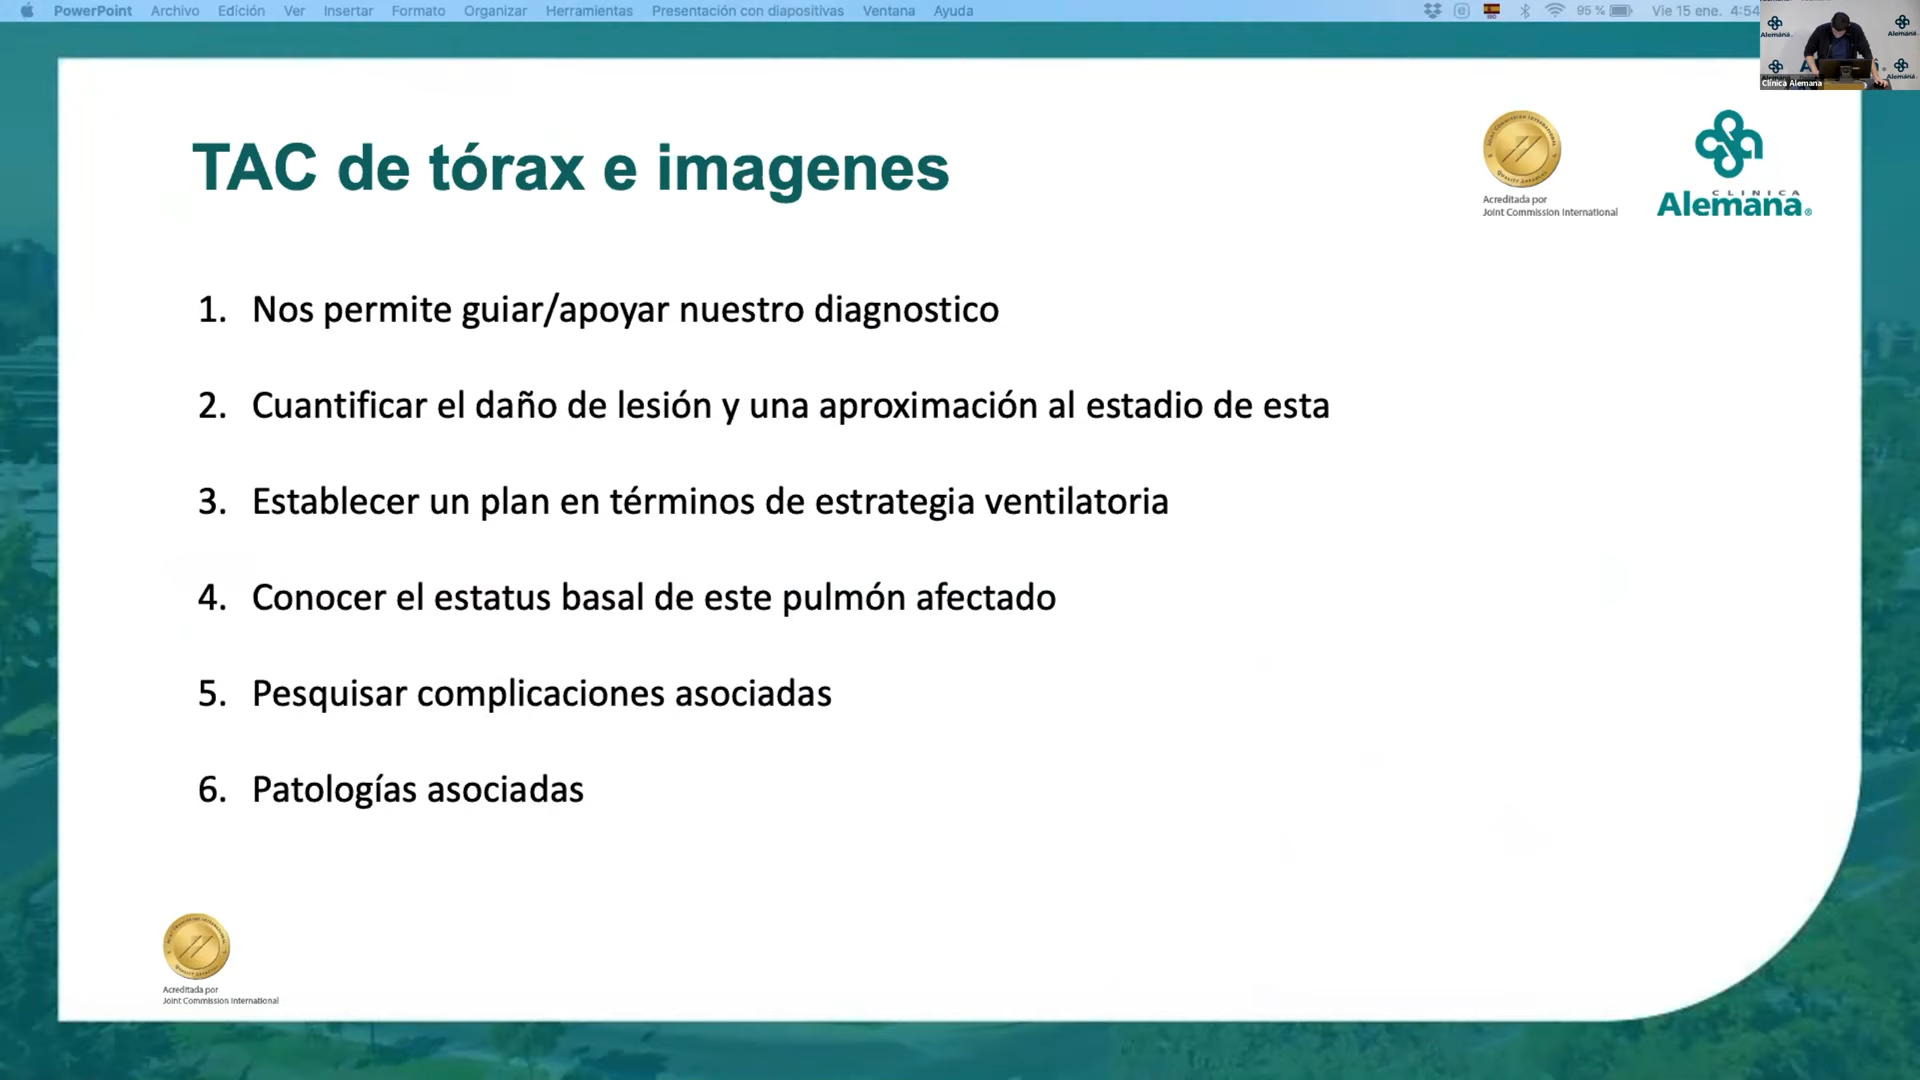 PowerPoint Archivo Edición Ver Insertar Formato Organizar Herramientas Presentación con diapositivas Ventana Ayuda
95 % Vie 15 ene. 4:54
Alemana
Alemana
Alemana
Clínica Alemana
TAC de tórax e imagenes
Acreditada por
Joint Commission International
CLINICA
Alemana®
1. Nos permite guiar/apoyar nuestro diagnostico
2. Cuantificar el daño de lesión y una aproximación al estadio de esta
3. Establecer un plan en términos de estrategia ventilatoria
4. Conocer el estatus basal de este pulmón afectado
5. Pesquisar complicaciones asociadas
6. Patologías asociadas
Acreditada por
Joint Commission International